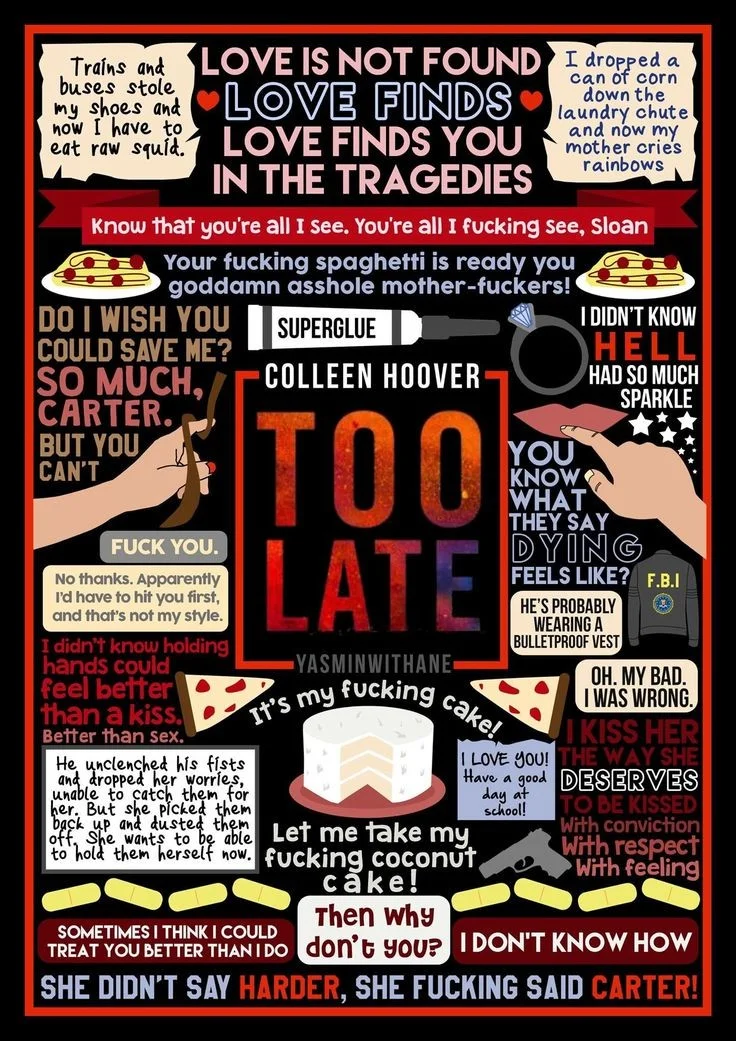 Trains and
buses stole
my shoes and
now I have to
eat raw squid.
LOVE IS NOT FOUND
LOVE FINDS
LOVE FINDS YOU
IN THE TRAGEDIES
I dropped a
can of corn
down the
laundry chute
and now my
mother cries
rainbows
Know that you're all I see. You're all I fucking see, Sloan
Your fucking spaghetti is ready you
goddamn asshole mother-fuckers!
DO I WISH YOU
COULD SAVE ME?
SO MUCH,
CARTER.
BUT YOU
CAN'T
SUPERGLUE
I DIDN'T KNOW
HELL
HAD SO MUCH
SPARKLE
COLLEEN HOOVER
TOO
LATE
YASMINWITHANE
YOU
KNOW
WHAT
THEY SAY
DYING
FEELS LIKE?
F.B.I
FUCK YOU.
No thanks. Apparently
I'd have to hit you first,
and that's not my style.
HE'S PROBABLY
WEARING A
BULLETPROOF VEST
I didn't know holding
hands could
feel better
than a kiss.
Better than sex.
OH. MY BAD.
I WAS WRONG.
It's my fucking cake!
He unclenched his fists
and dropped her worries,
unable to catch them for
her. But she picked them
back up and dusted them
off. She wants to be able
to hold them herself now.
I LOVE YOU!
Have a good
day at
school!
I KISS HER
THE WAY SHE
DESERVES
TO BE KISSED
With conviction
With respect
With feeling
Let me take my
fucking coconut
cake!
SOMETIMES I THINK I COULD
TREAT YOU BETTER THAN I DO
Then why
don't you?
I DON'T KNOW HOW
SHE DIDN'T SAY HARDER, SHE FUCKING SAID CARTER!